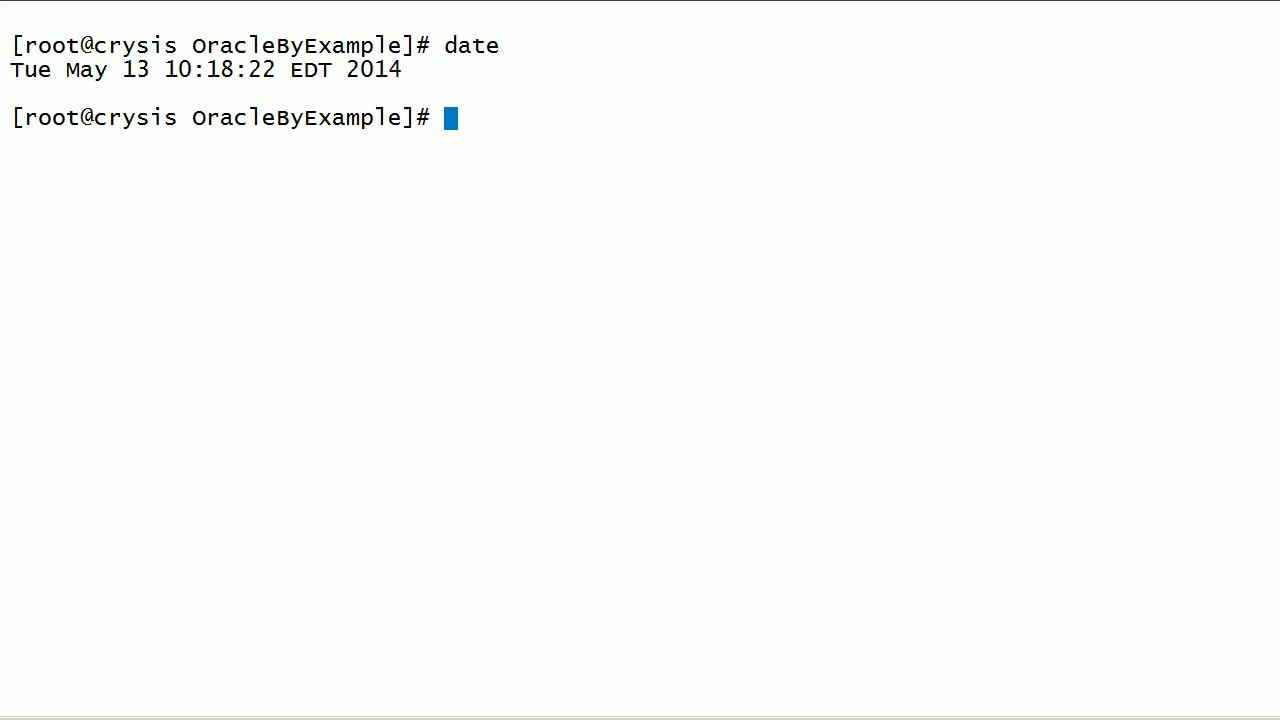 [root@crysis OracleByExample]# date
Tue May 13 10:18:22 EDT 2014
[root@crysis OracleByExample]#